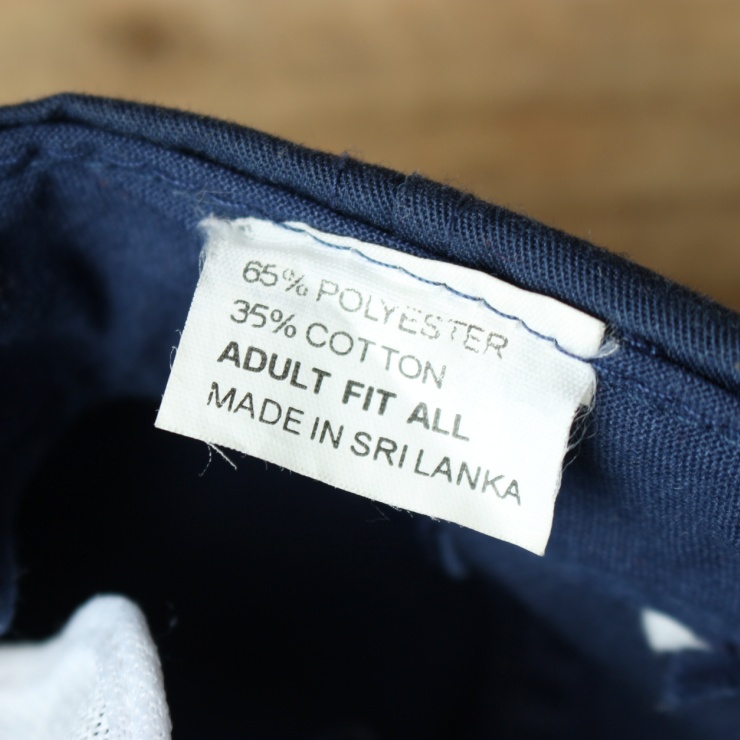 65% POLYESTER
35% COTTON
ADULT FIT ALL
MADE IN SRI LANKA